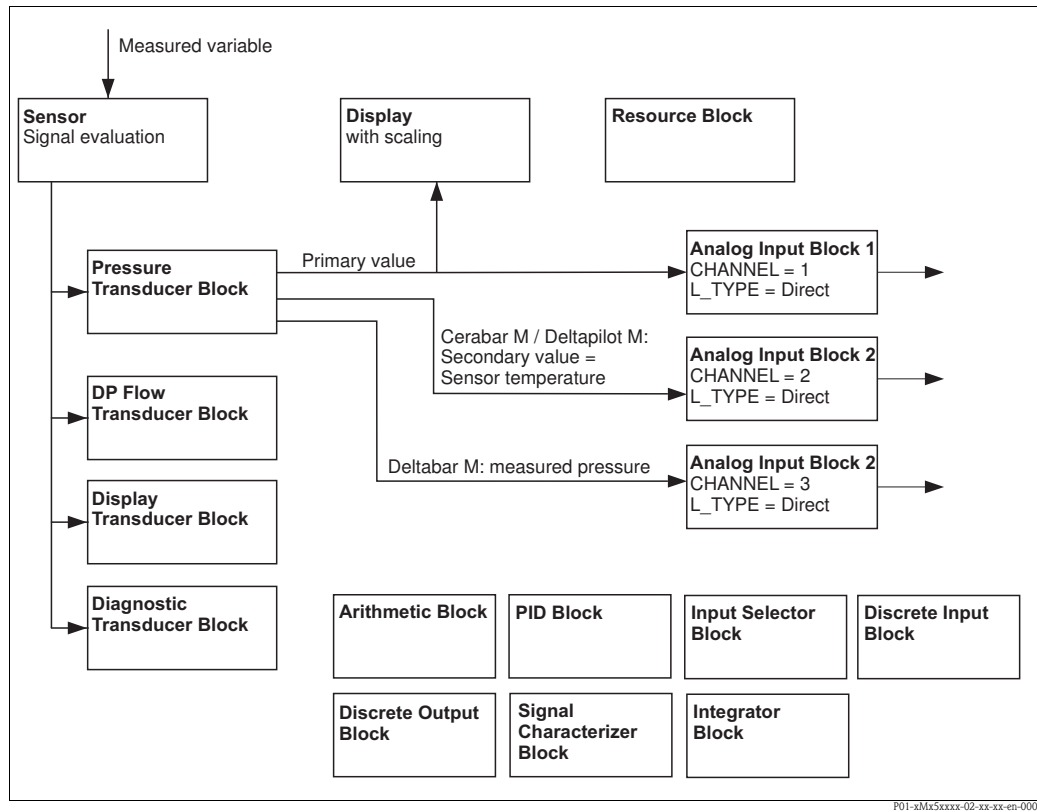 Measured variable
Sensor
Signal evaluation
Display
with scaling
Resource Block
Pressure
Transducer Block
Primary value
Analog Input Block 1
CHANNEL = 1
L_TYPE = Direct
Cerabar M / Deltapilot M:
Secondary value =
Sensor temperature
Analog Input Block 2
CHANNEL = 2
L_TYPE = Direct
DP Flow
Transducer Block
Deltabar M: measured pressure
Analog Input Block 2
CHANNEL = 3
L_TYPE = Direct
Display
Transducer Block
Diagnostic
Transducer Block
Arithmetic Block
PID Block
Input Selector
Block
Discrete Input
Block
Discrete Output
Block
Signal
Characterizer
Block
Integrator
Block
P01-xMx5xxxx-02-xx-xx-en-000